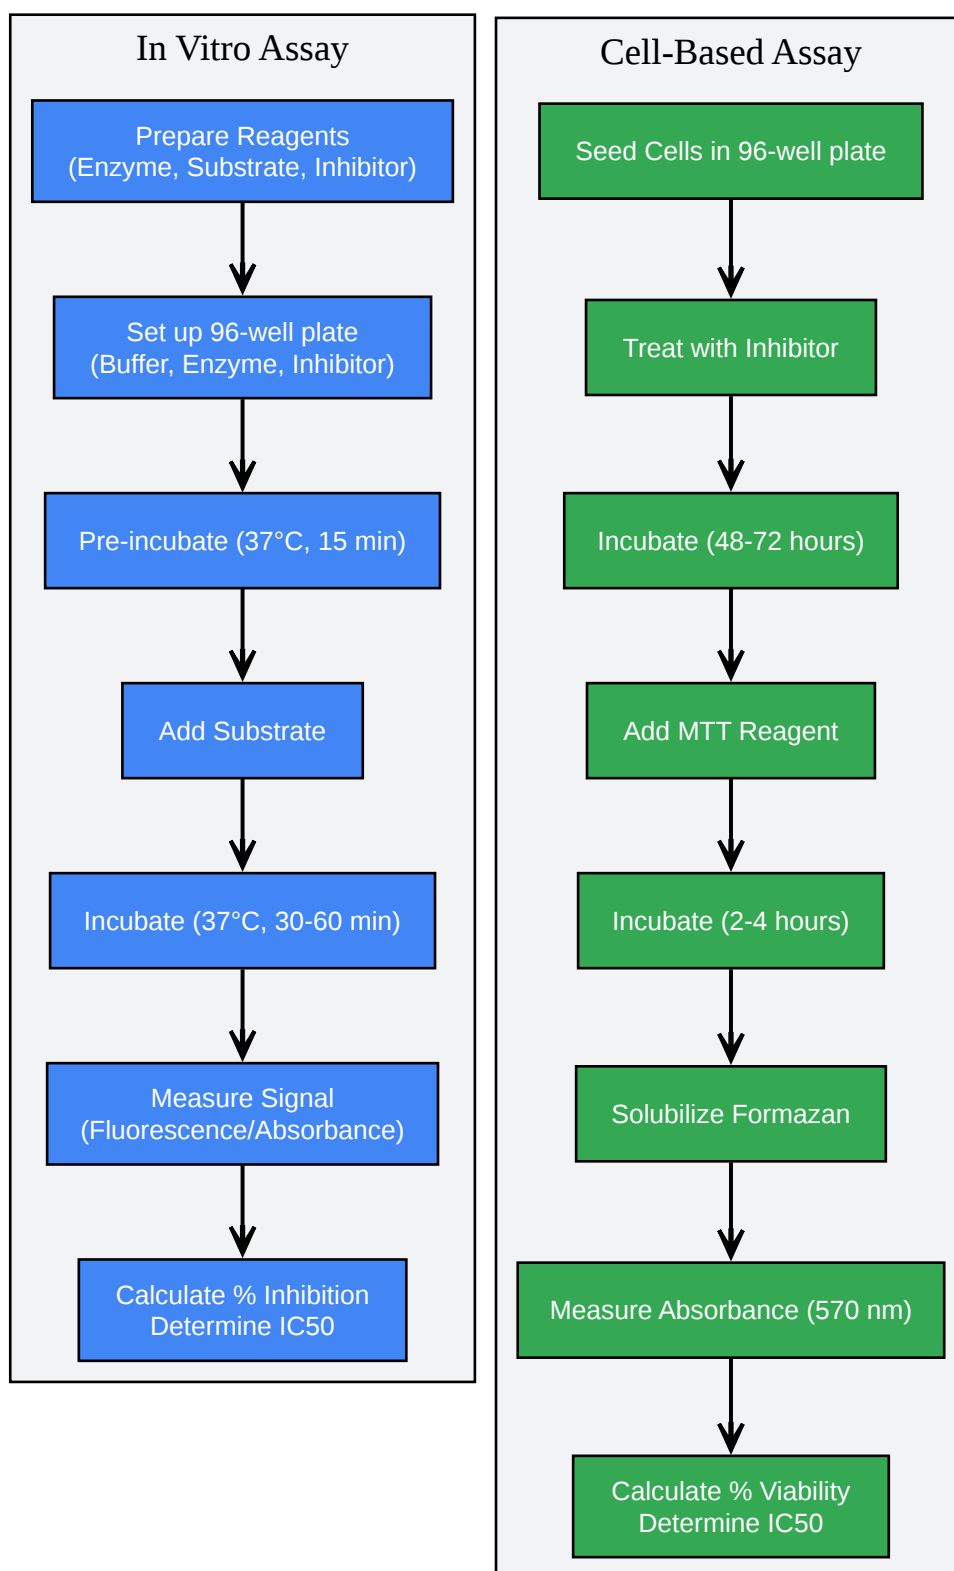 In Vitro Assay
Prepare Reagents
(Enzyme, Substrate, Inhibitor)
Set up 96-well plate
(Buffer, Enzyme, Inhibitor)
Pre-incubate (37°C, 15 min)
Add Substrate
Incubate (37°C, 30-60 min)
Measure Signal
(Fluorescence/Absorbance)
Calculate % Inhibition
Determine IC50
Cell-Based Assay
Seed Cells in 96-well plate
Treat with Inhibitor
Incubate (48-72 hours)
Add MTT Reagent
Incubate (2-4 hours)
Solubilize Formazan
Measure Absorbance (570 nm)
Calculate % Viability
Determine IC50